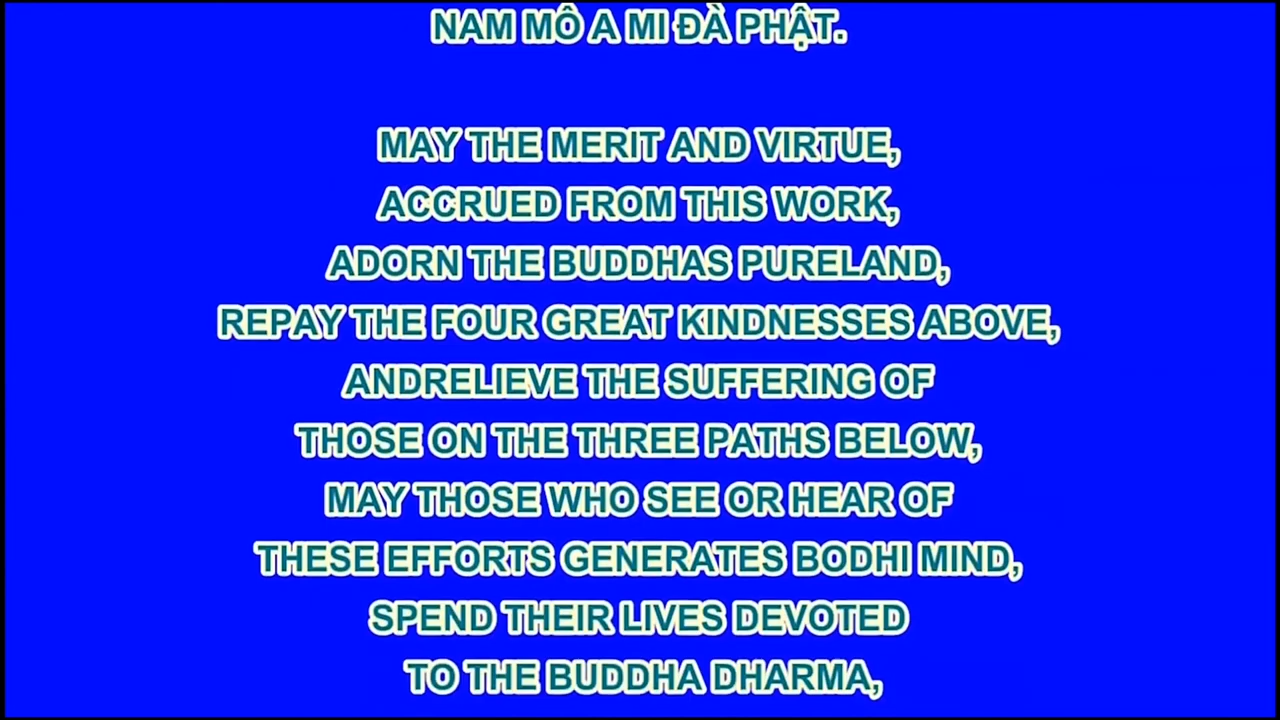 NAM MÔ A MI ĐÀ PHẬT.
MAY THE MERIT AND VIRTUE,
ACCRUED FROM THIS WORK,
ADORN THE BUDDHAS PURELAND,
REPAY THE FOUR GREAT KINDNESSES ABOVE,
ANDRELIEVE THE SUFFERING OF
THOSE ON THE THREE PATHS BELOW,
MAY THOSE WHO SEE OR HEAR OF
THESE EFFORTS GENERATES BODHI MIND,
SPEND THEIR LIVES DEVOTED
TO THE BUDDHA DHARMA,